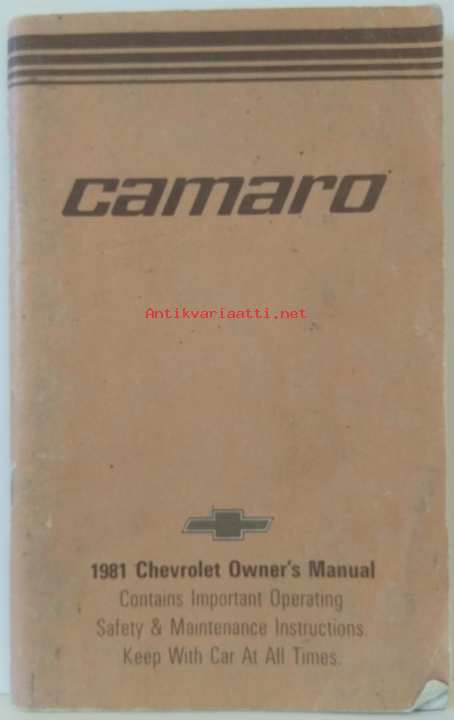 camaro
Antikvariaatti.net
1981 Chevrolet Owner's Manual
Contains Important Operating
Safety & Maintenance Instructions.
Keep With Car At All Times.